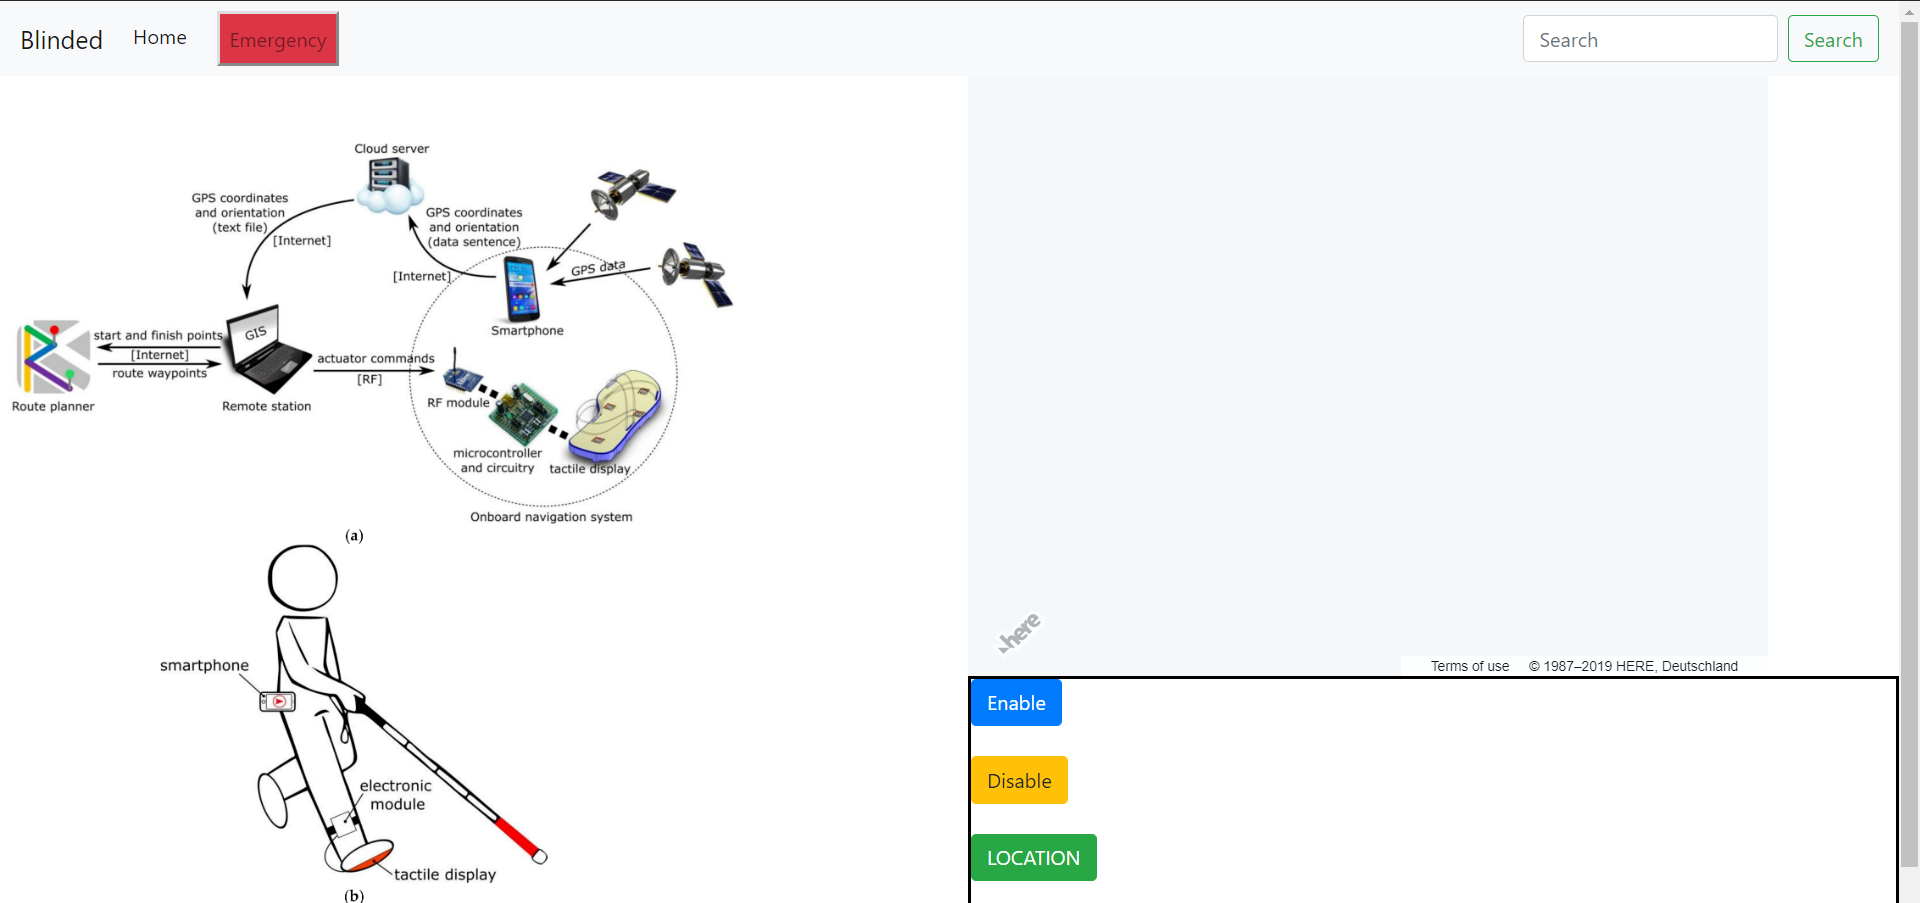 Blinded
Home
Emergency
Search
Search
Cloud server
GPS coordinates
and orientation
(text file)
[Internet]
GPS coordinates
and orientation
(data sentence)
[Internet]
GPS data
Smartphone
start and finish points
[Internet]
route waypoints
GIS
actuator commands
[RF]
Route planner
Remote station
RF module
microcontroller
and circuitry
tactile display
Onboard navigation system
(a)
smartphone
electronic
module
tactile display
(b)
here
Terms of use
© 1987–2019 HERE, Deutschland
Enable
Disable
LOCATION